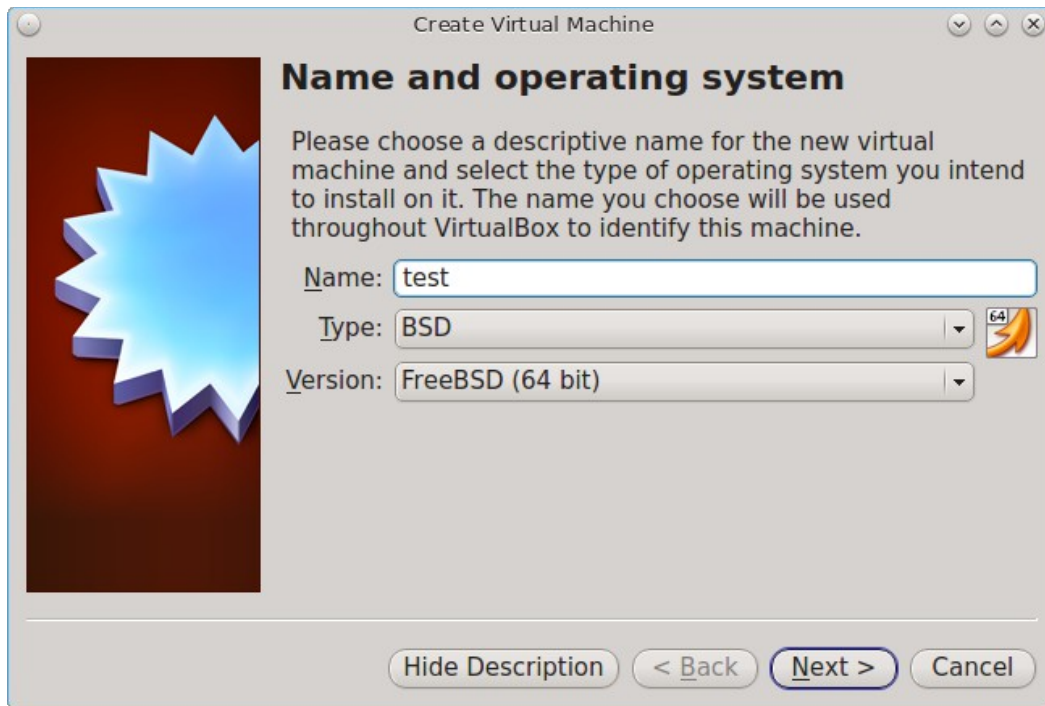 Create Virtual Machine
Name and operating system
Please choose a descriptive name for the new virtual
machine and select the type of operating system you intend
to install on it. The name you choose will be used
throughout VirtualBox to identify this machine.
Name: test
Type: BSD
64
Version: FreeBSD (64 bit)
Hide Description < Back Next > Cancel